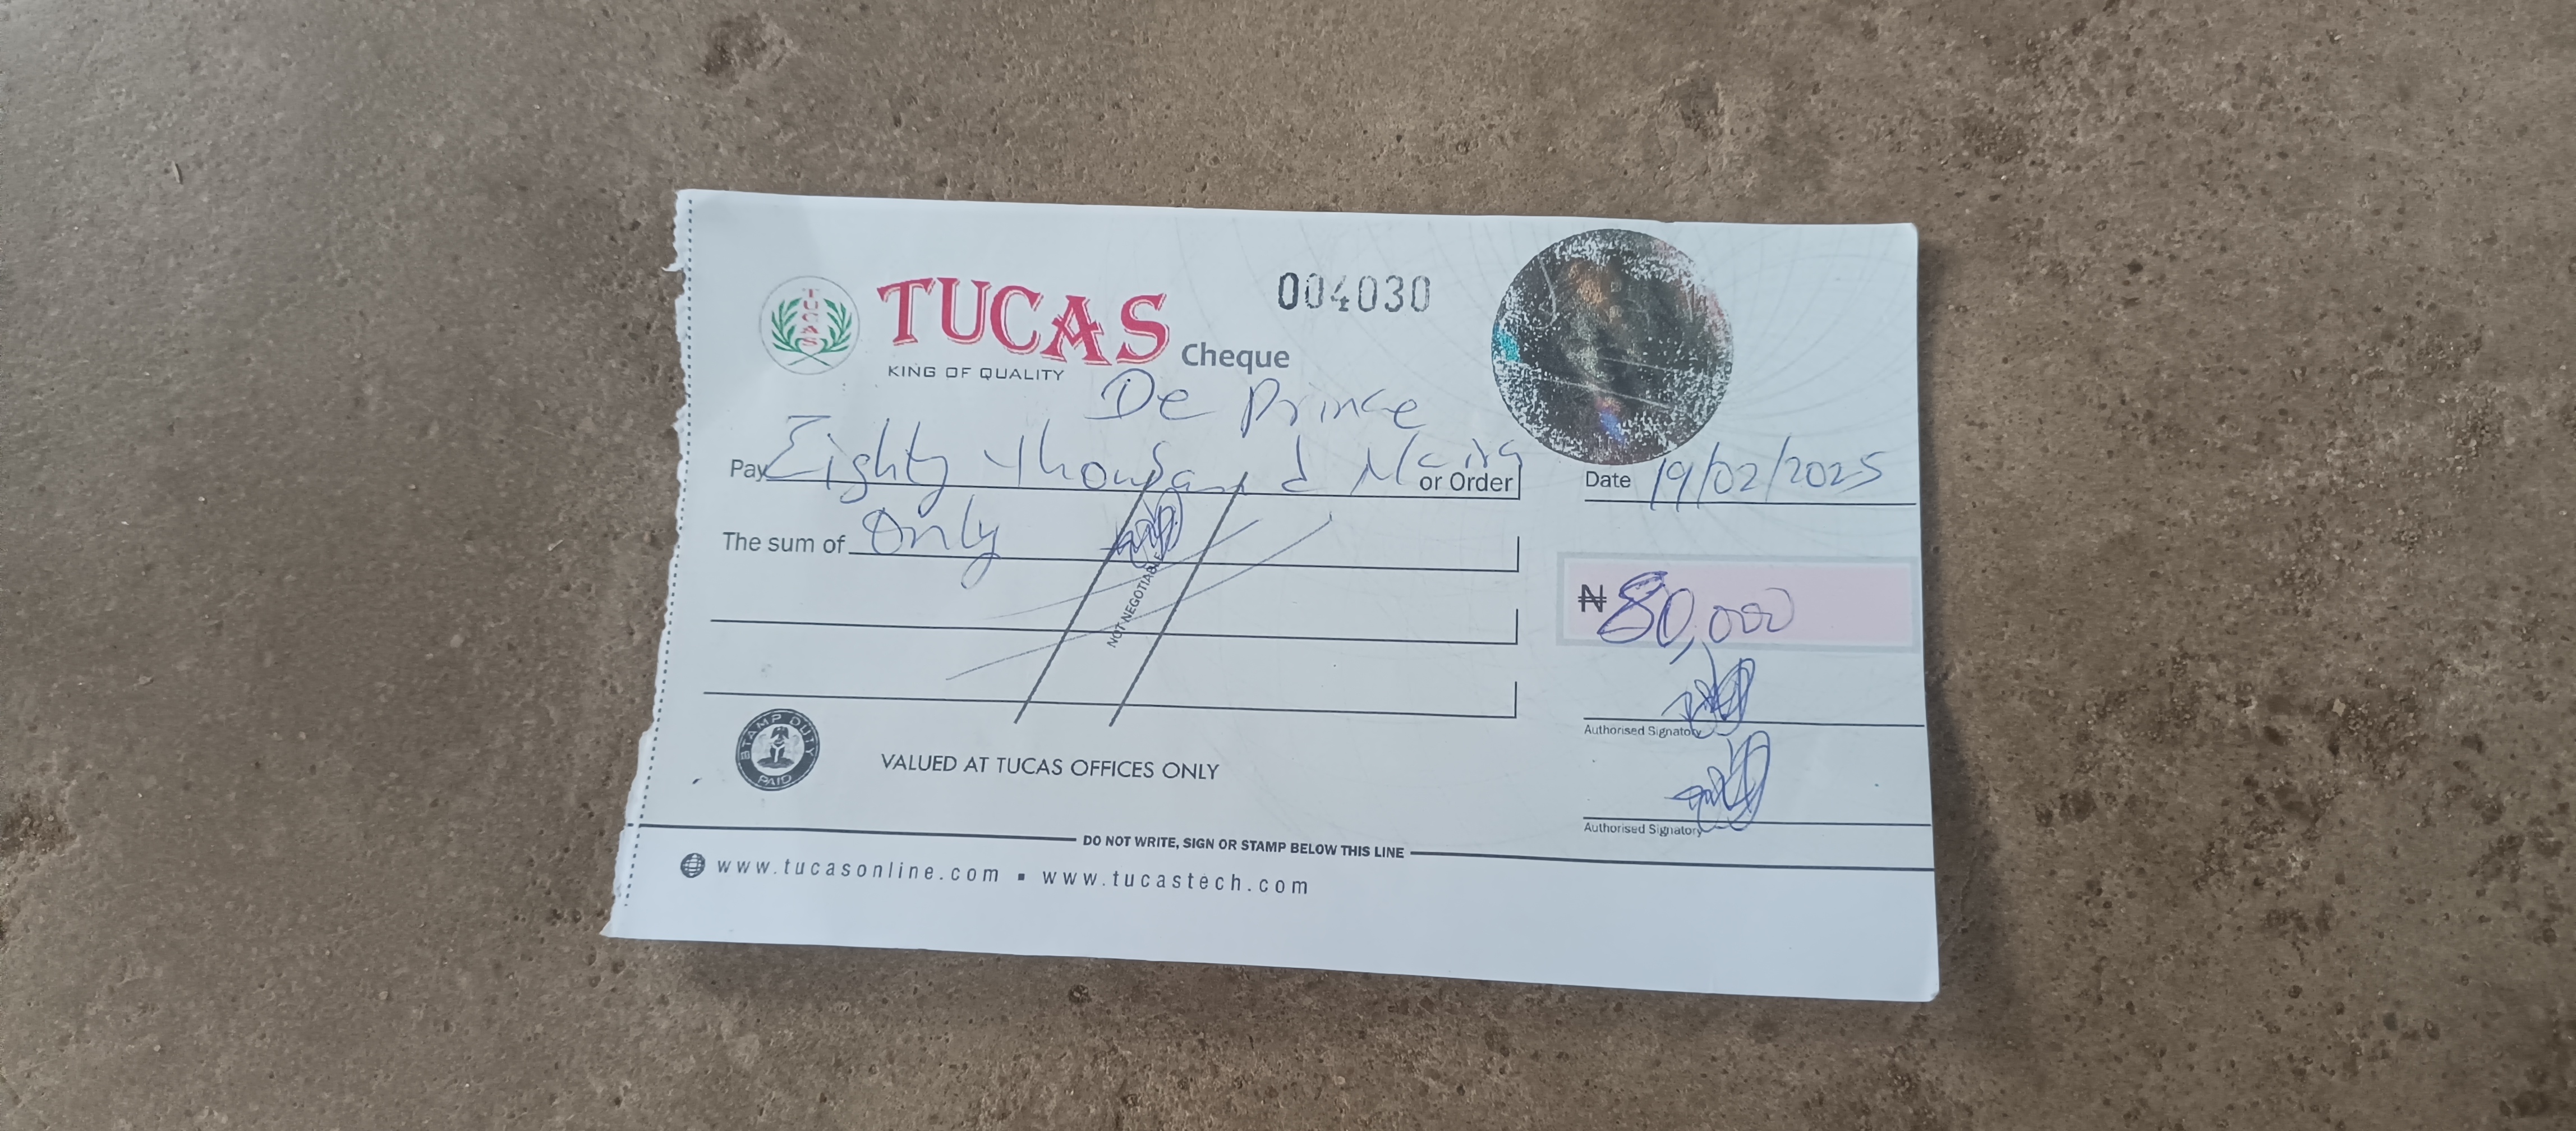 TUCAS
TUCAS Cheque
004030
KING OF QUALITY
De Prince
Pay Eighty thousand Naira or Order
Date 19/02/2025
The sum of Only
NOT NEGOTIABLE
₦80,000
Authorised Signatory
STAMP DUTY PAID
VALUED AT TUCAS OFFICES ONLY
Authorised Signatory
DO NOT WRITE, SIGN OR STAMP BELOW THIS LINE
www.tucasonline.com ▪ www.tucastech.com